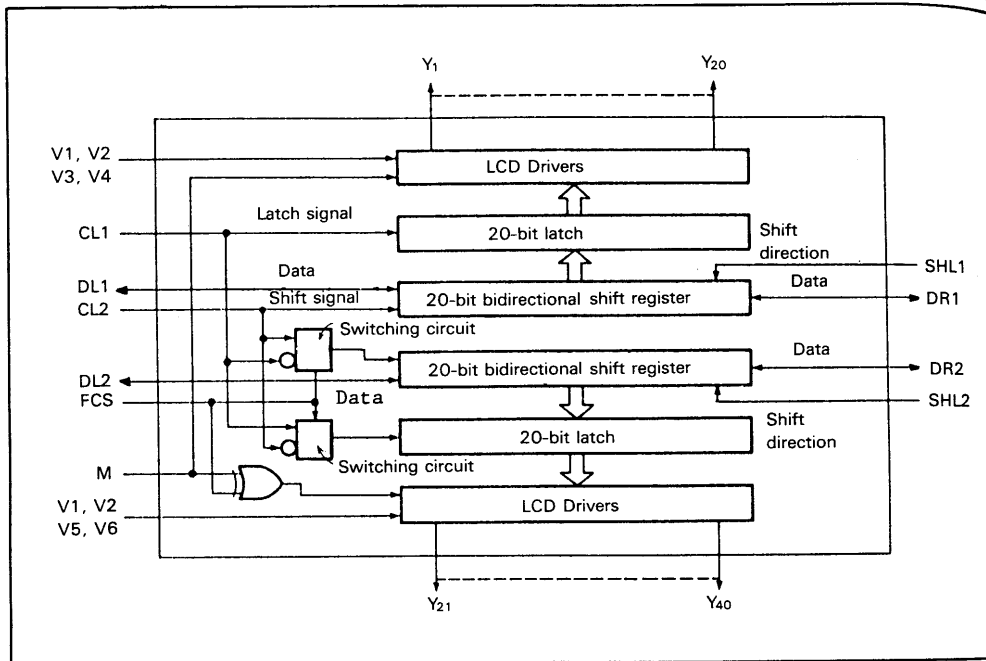 Y1
Y20
V1, V2
V3, V4
LCD Drivers
Latch signal
CL1
20-bit latch
Shift
direction
SHL1
Data
DL1
20-bit bidirectional shift register
Data
DR1
CL2
Shift signal
Switching circuit
20-bit bidirectional shift register
Data
DR2
DL2
FCS
Data
SHL2
20-bit latch
Shift
direction
Switching circuit
M
V1, V2
V5, V6
LCD Drivers
Y21
Y40